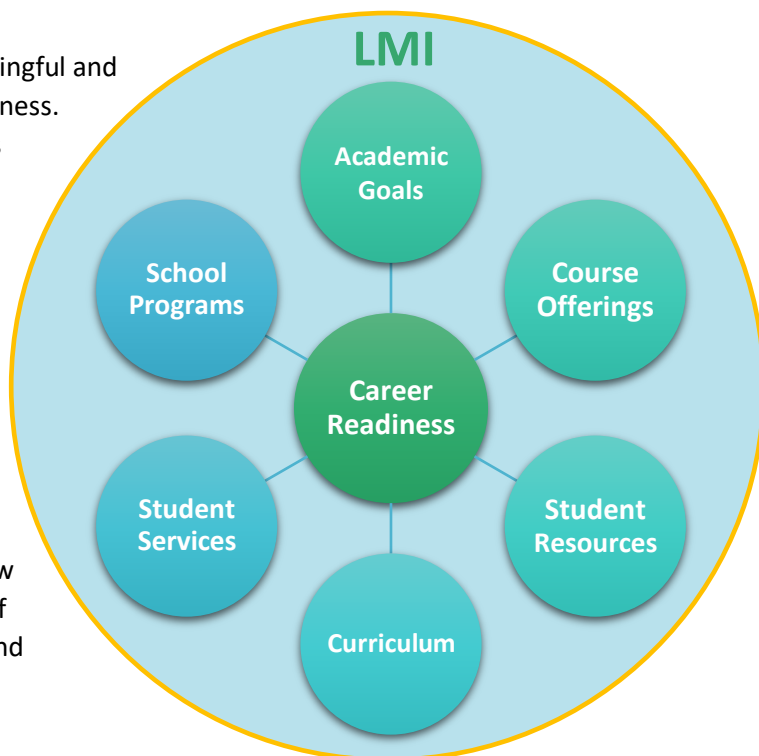 ingful and
ness.
LMI
Academic
Goals
School
Programs
Course
Offerings
Career
Readiness
Student
Services
Student
Resources
Curriculum
w
f
nd